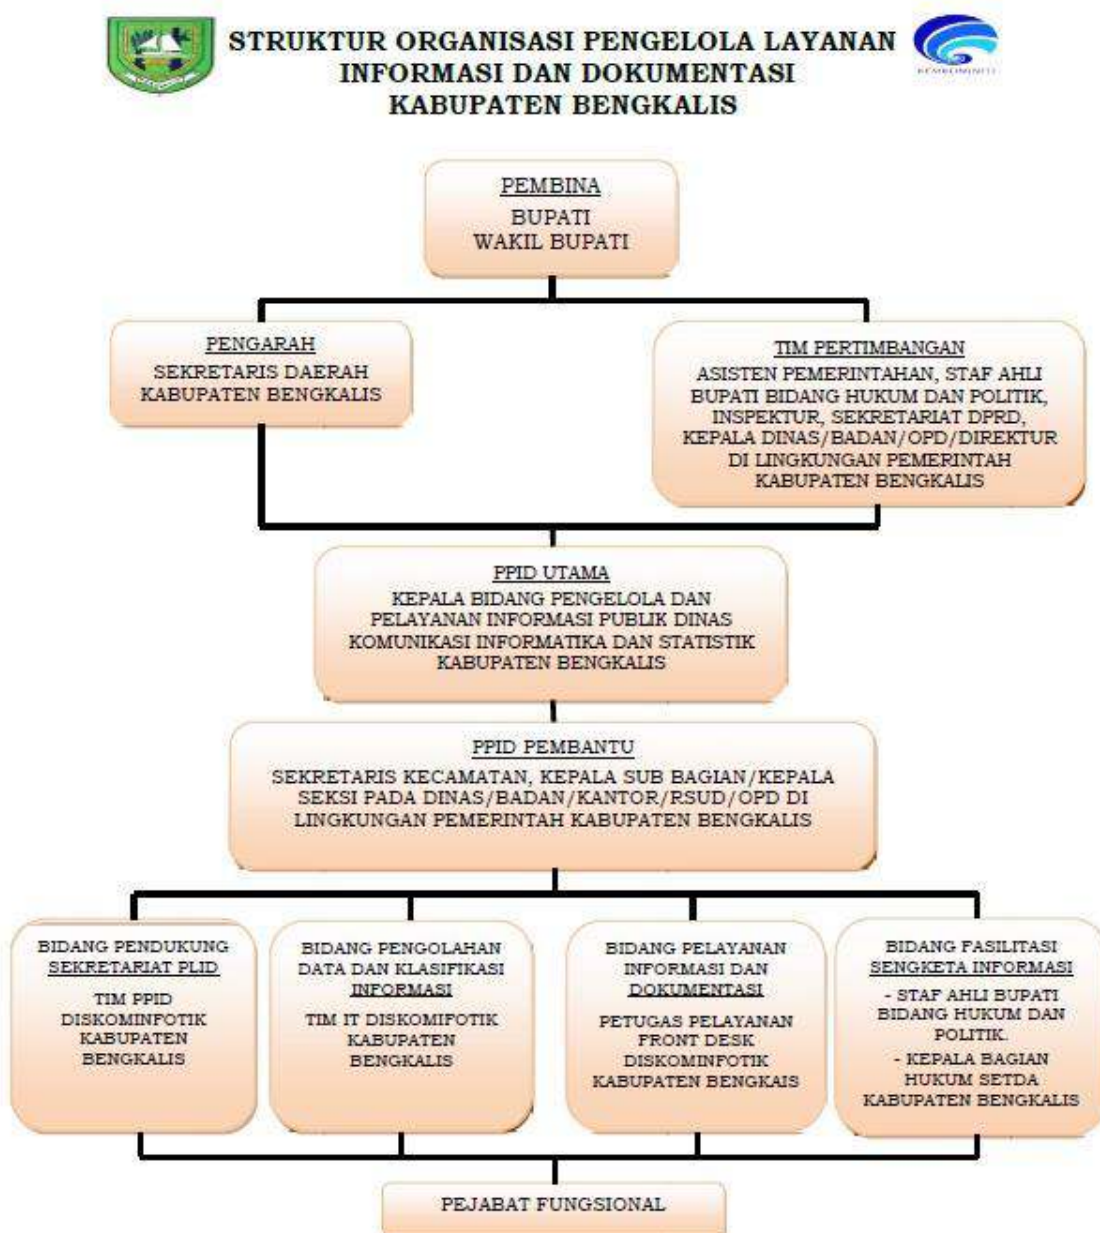 STRUKTUR ORGANISASI PENGELOLA LAYANAN
INFORMASI DAN DOKUMENTASI
KABUPATEN BENGKALIS
KEMKOMINFO
PEMBINA
BUPATI
WAKIL BUPATI
PENGARAH
SEKRETARIS DAERAH
KABUPATEN BENGKALIS
TIM PERTIMBANGAN
ASISTEN PEMERINTAHAN, STAF AHLI
BUPATI BIDANG HUKUM DAN POLITIK,
INSPEKTUR, SEKRETARIAT DPRD,
KEPALA DINAS/BADAN/OPD/DIREKTUR
DI LINGKUNGAN PEMERINTAH
KABUPATEN BENGKALIS
PPID UTAMA
KEPALA BIDANG PENGELOLA DAN
PELAYANAN INFORMASI PUBLIK DINAS
KOMUNIKASI INFORMATIKA DAN STATISTIK
KABUPATEN BENGKALIS
PPID PEMBANTU
SEKRETARIS KECAMATAN, KEPALA SUB BAGIAN/KEPALA
SEKSI PADA DINAS/BADAN/KANTOR/RSUD/OPD DI
LINGKUNGAN PEMERINTAH KABUPATEN BENGKALIS
BIDANG PENDUKUNG
SEKRETARIAT PLID
TIM PPID
DISKOMINFOTIK
KABUPATEN
BENGKALIS
BIDANG PENGOLAHAN
DATA DAN KLASIFIKASI
INFORMASI
TIM IT DISKOMIFOTIK
KABUPATEN
BENGKALIS
BIDANG PELAYANAN
INFORMASI DAN
DOKUMENTASI
PETUGAS PELAYANAN
FRONT DESK
DISKOMINFOTIK
KABUPATEN BENGKAIS
BIDANG FASILITASI
SENGKETA INFORMASI
- STAF AHLI BUPATI
BIDANG HUKUM DAN
POLITIK.
- KEPALA BAGIAN
HUKUM SETDA
KABUPATEN BENGKALIS
PEJABAT FUNGSIONAL